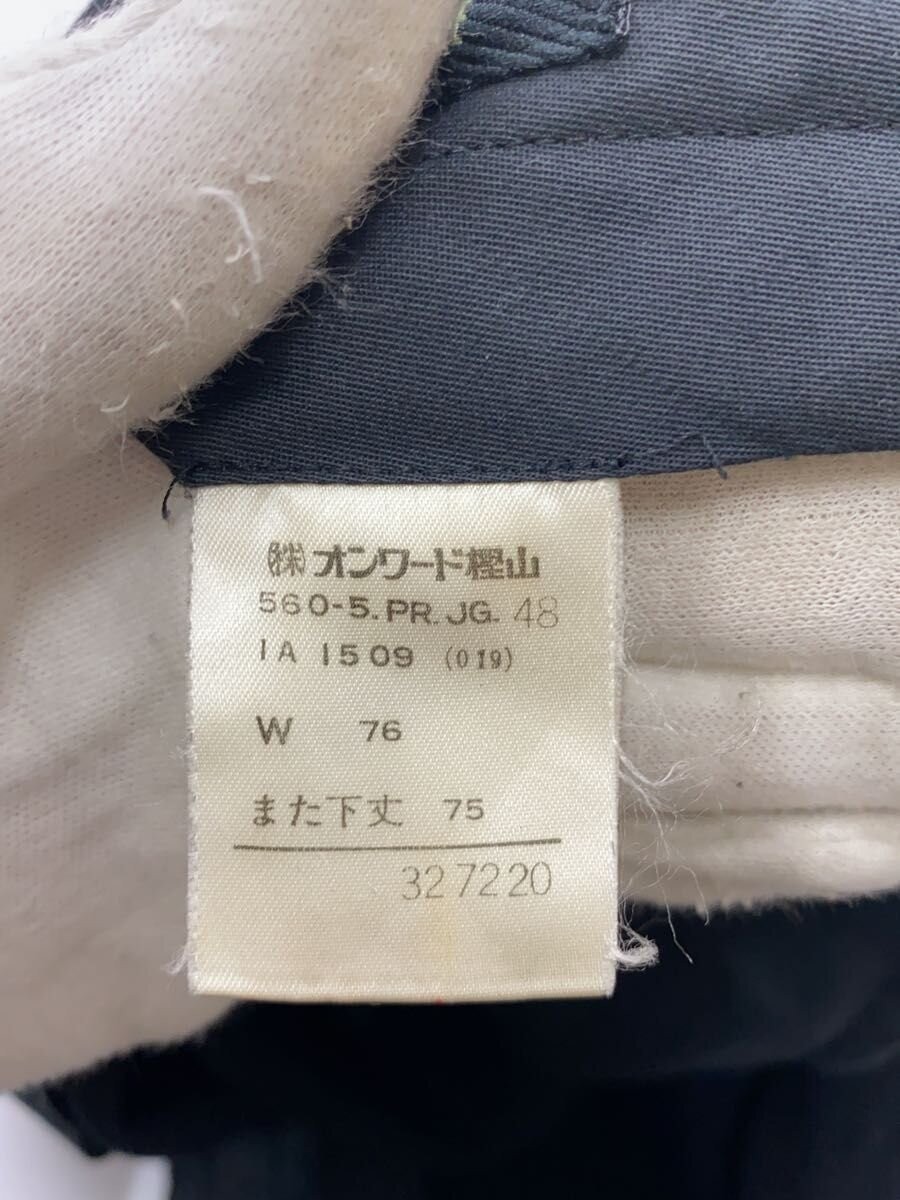 ㈱オンワード樫山
560-5.PR.JG. 48
IA 1509 (019)
W 76
また下丈 75
327220